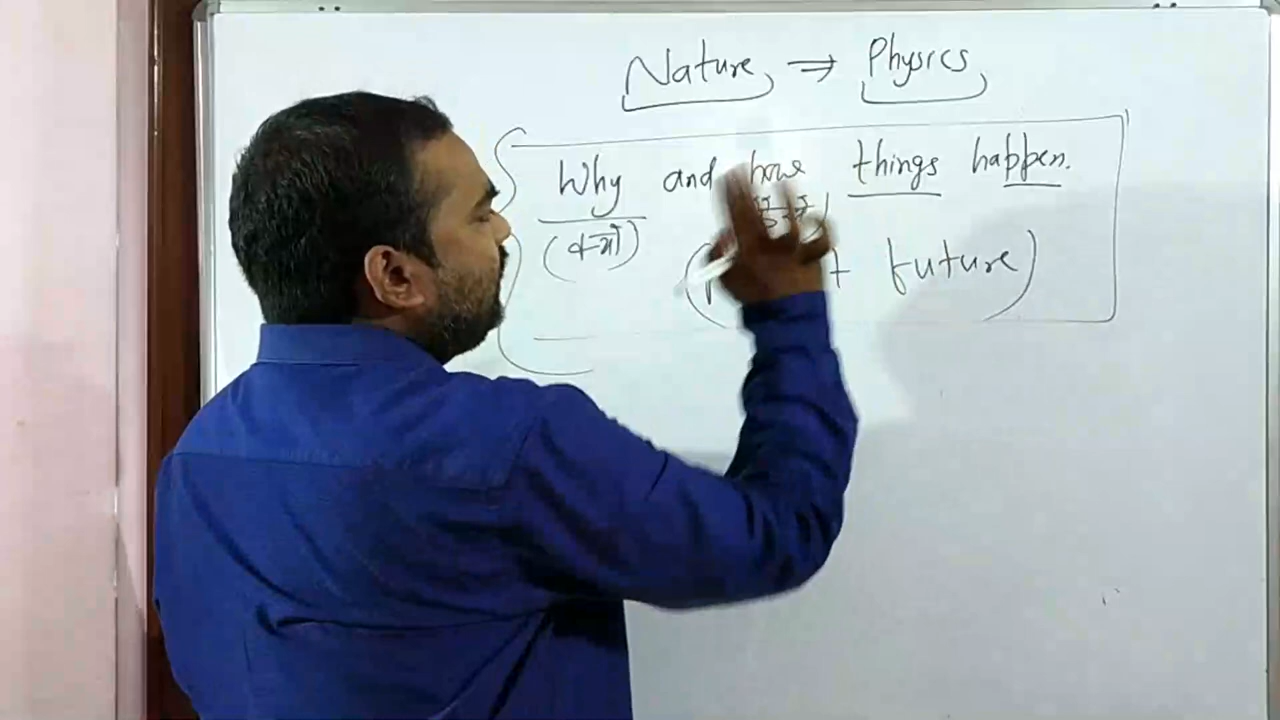 Nature ⇒ Physics
Why and how things happen.
(क्यों)
future)